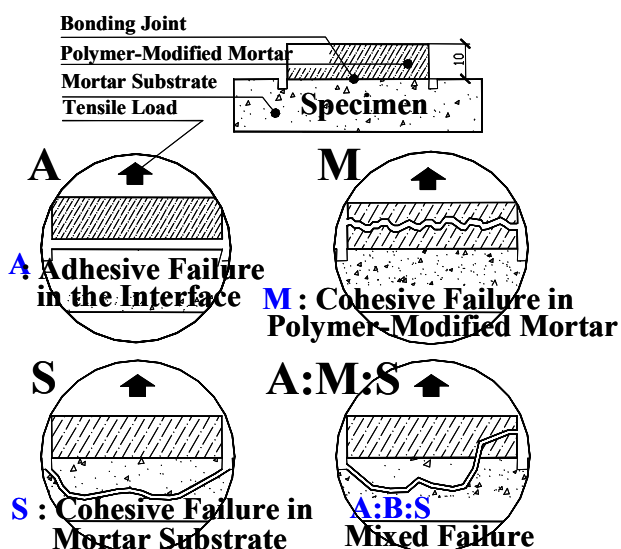 Bonding Joint
Polymer-Modified Mortar
Mortar Substrate
Tensile Load
Specimen
10
A
M
A : Adhesive Failure
in the Interface
M : Cohesive Failure in
Polymer-Modified Mortar
S
A:M:S
S : Cohesive Failure in
Mortar Substrate
A:B:S
Mixed Failure